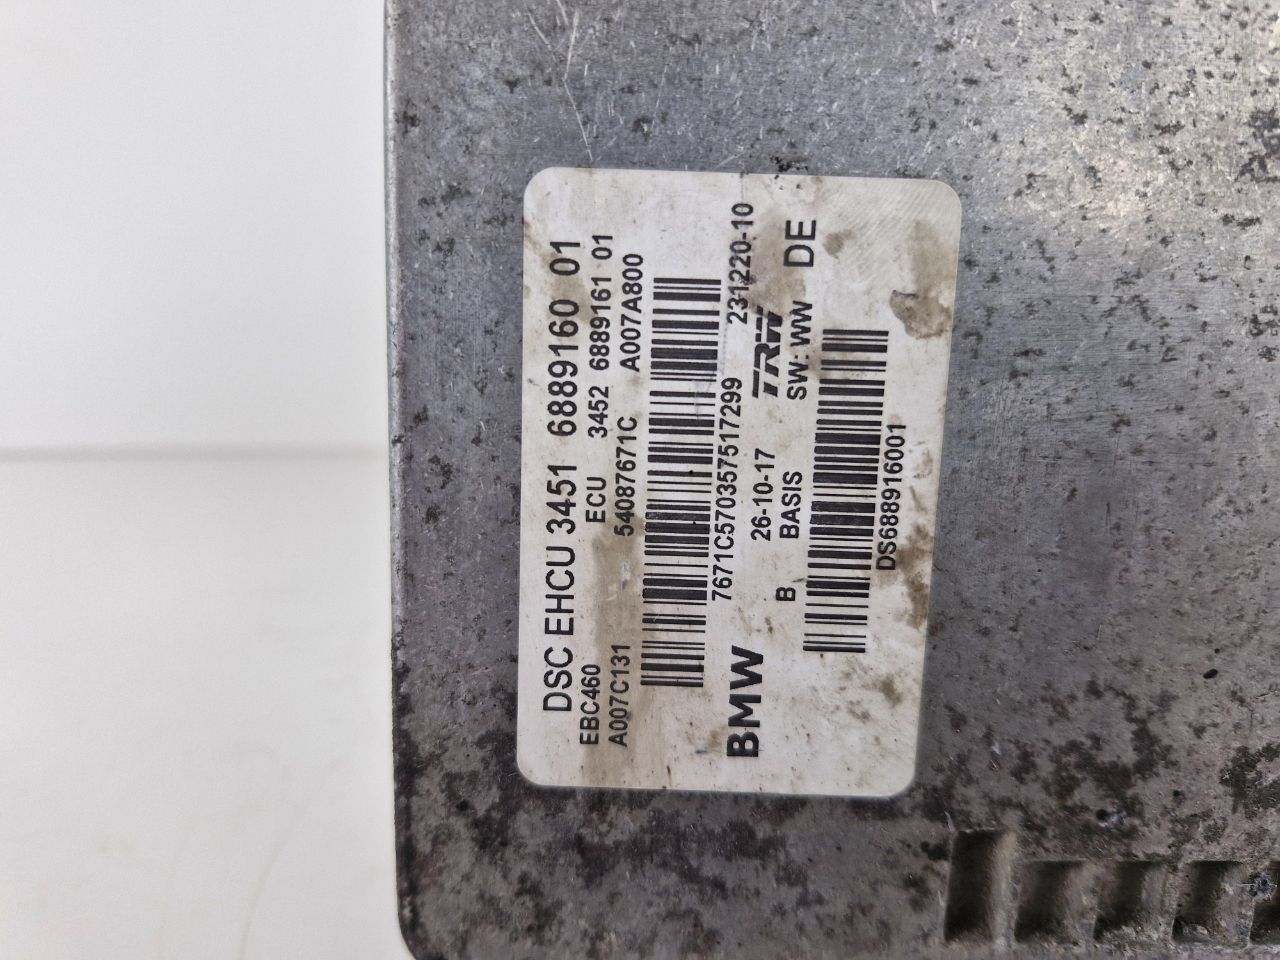 DSC EHCU 3451 6889160 01
EBC460 ECU 3452 6889161 01
A007C131 54087671C A007A800
7671C570357517299 231220-10
BMW 26-10-17 TRW
B BASIS SW: WW DE
DS688916001